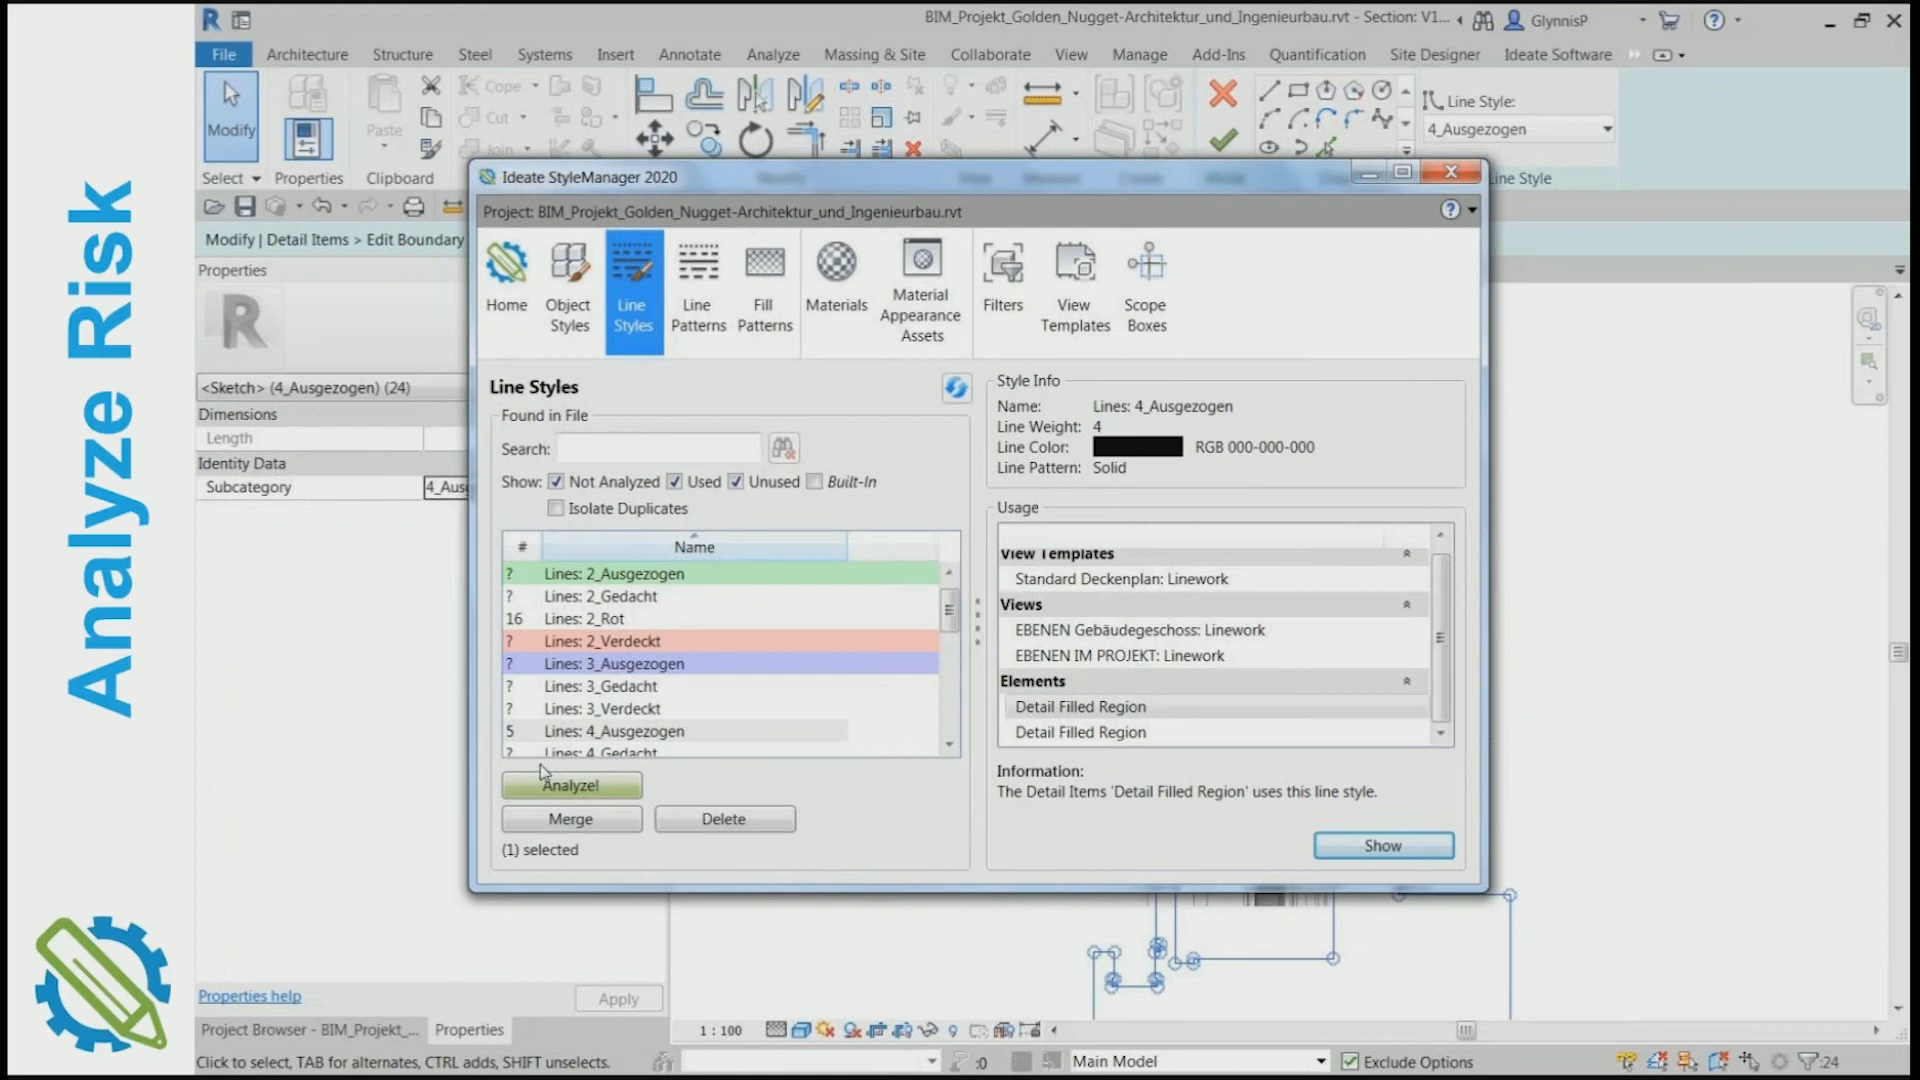 Analyze Risk
BIM_Projekt_Golden_Nugget-Architektur_und_Ingenieurbau.rvt - Section: V1...
GlynnisP
File Architecture Structure Steel Systems Insert Annotate Analyze Massing & Site Collaborate View Manage Add-Ins Quantification Site Designer Ideate Software
Modify
Paste
Cope
Cut
Join
Line Style:
4_Ausgezogen
Select Properties Clipboard
Line Style
Modify | Detail Items > Edit Boundary
Properties
<Sketch> (4_Ausgezogen) (24)
Dimensions
Length
Identity Data
Subcategory
Ideate StyleManager 2020
Project: BIM_Projekt_Golden_Nugget-Architektur_und_Ingenieurbau.rvt
Home
Object Styles
Line Styles
Line Patterns
Fill Patterns
Materials
Material Appearance Assets
Filters
View Templates
Scope Boxes
Line Styles
Found in File
Search:
Show: Not Analyzed Used Unused Built-In
Isolate Duplicates
# Name
? Lines: 2_Ausgezogen
? Lines: 2_Gedacht
16 Lines: 2_Rot
? Lines: 2_Verdeckt
? Lines: 3_Ausgezogen
? Lines: 3_Gedacht
? Lines: 3_Verdeckt
5 Lines: 4_Ausgezogen
? Lines: 4_Gedacht
Analyze!
Merge
Delete
(1) selected
Style Info
Name: Lines: 4_Ausgezogen
Line Weight: 4
Line Color: RGB 000-000-000
Line Pattern: Solid
Usage
View Templates
Standard Deckenplan: Linework
Views
EBENEN Gebäudegeschoss: Linework
EBENEN IM PROJEKT: Linework
Elements
Detail Filled Region
Detail Filled Region
Information:
The Detail Items 'Detail Filled Region' uses this line style.
Show
Properties help
Apply
Project Browser - BIM_Projekt_...
Properties
1 : 100
Click to select, TAB for alternates, CTRL adds, SHIFT unselects.
:0
Main Model
Exclude Options
:24